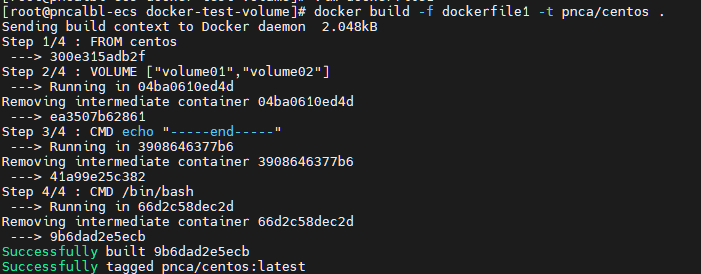 [root@pncalbl-ecs docker-test-volume]# docker build -f dockerfile1 -t pnca/centos .
Sending build context to Docker daemon  2.048kB
Step 1/4 : FROM centos
 ---> 300e315adb2f
Step 2/4 : VOLUME ["volume01","volume02"]
 ---> Running in 04ba0610ed4d
Removing intermediate container 04ba0610ed4d
 ---> ea3507b62861
Step 3/4 : CMD echo "-----end-----"
 ---> Running in 3908646377b6
Removing intermediate container 3908646377b6
 ---> 41a99e25c382
Step 4/4 : CMD /bin/bash
 ---> Running in 66d2c58dec2d
Removing intermediate container 66d2c58dec2d
 ---> 9b6dad2e5ecb
Successfully built 9b6dad2e5ecb
Successfully tagged pnca/centos:latest